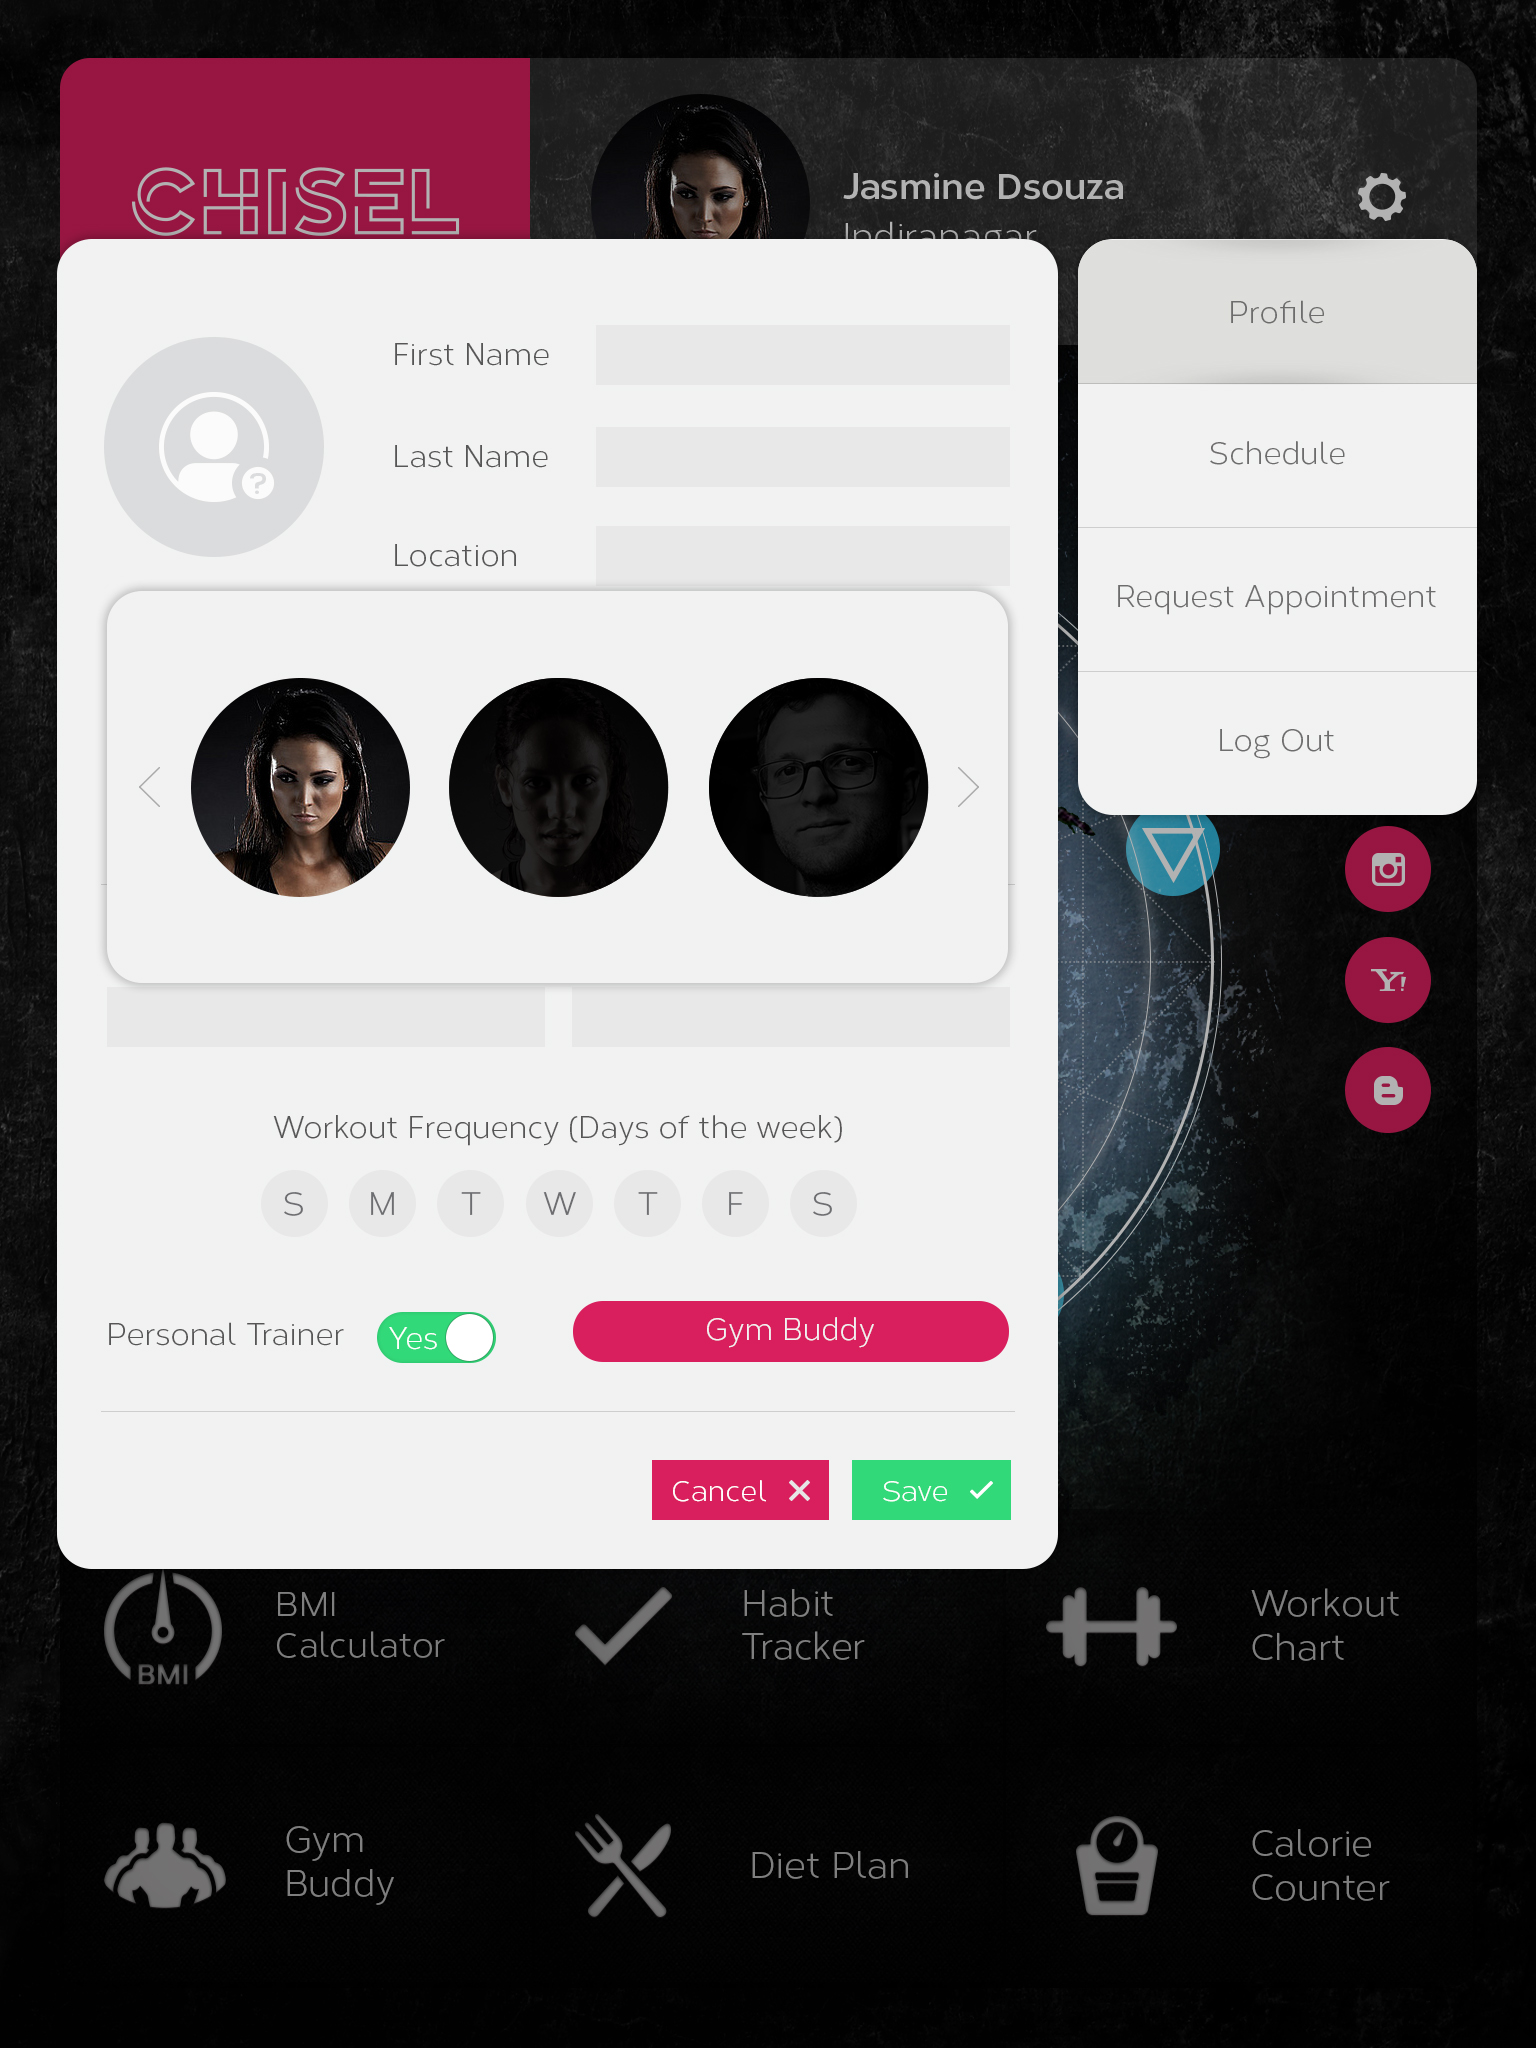 CHISEL
Jasmine Dsouza
Indiranagar
First Name
Last Name
Location
Profile
Schedule
Request Appointment
Log Out
Y!
Workout Frequency (Days of the week)
S M T W T F S
Personal Trainer
Yes
Gym Buddy
Cancel
Save
BMI
BMI
Calculator
Habit
Tracker
Workout
Chart
Gym
Buddy
Diet Plan
Calorie
Counter